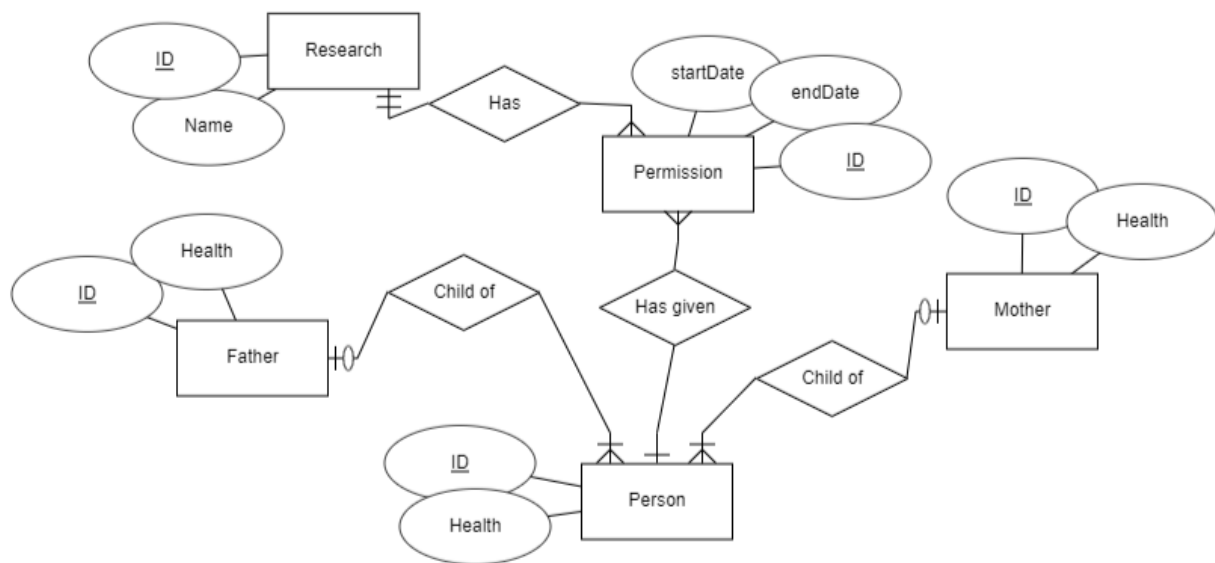 Research
ID
Name
Has
startDate
endDate
ID
Permission
ID
Health
Mother
Health
ID
Father
Child of
Has given
Child of
ID
Health
Person